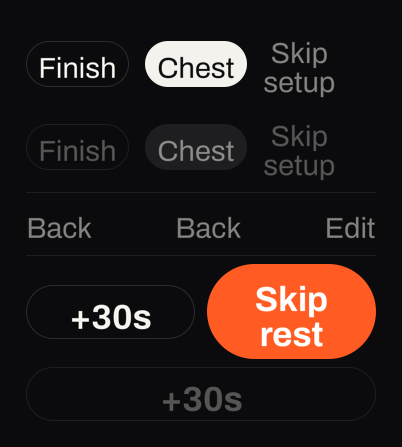 Finish Chest Skip
setup
Finish Chest Skip
setup
Back Back Edit
+30s Skip
rest
+30s